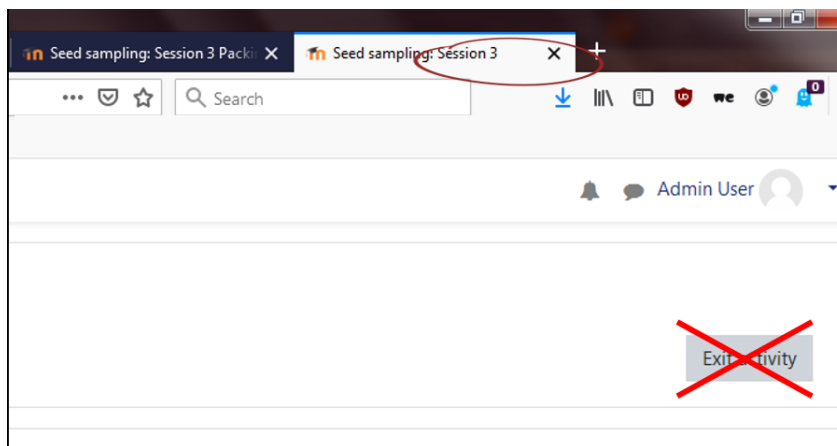 Seed sampling: Session 3 Packi
Seed sampling: Session 3
Search
0
Admin User
Exit activity